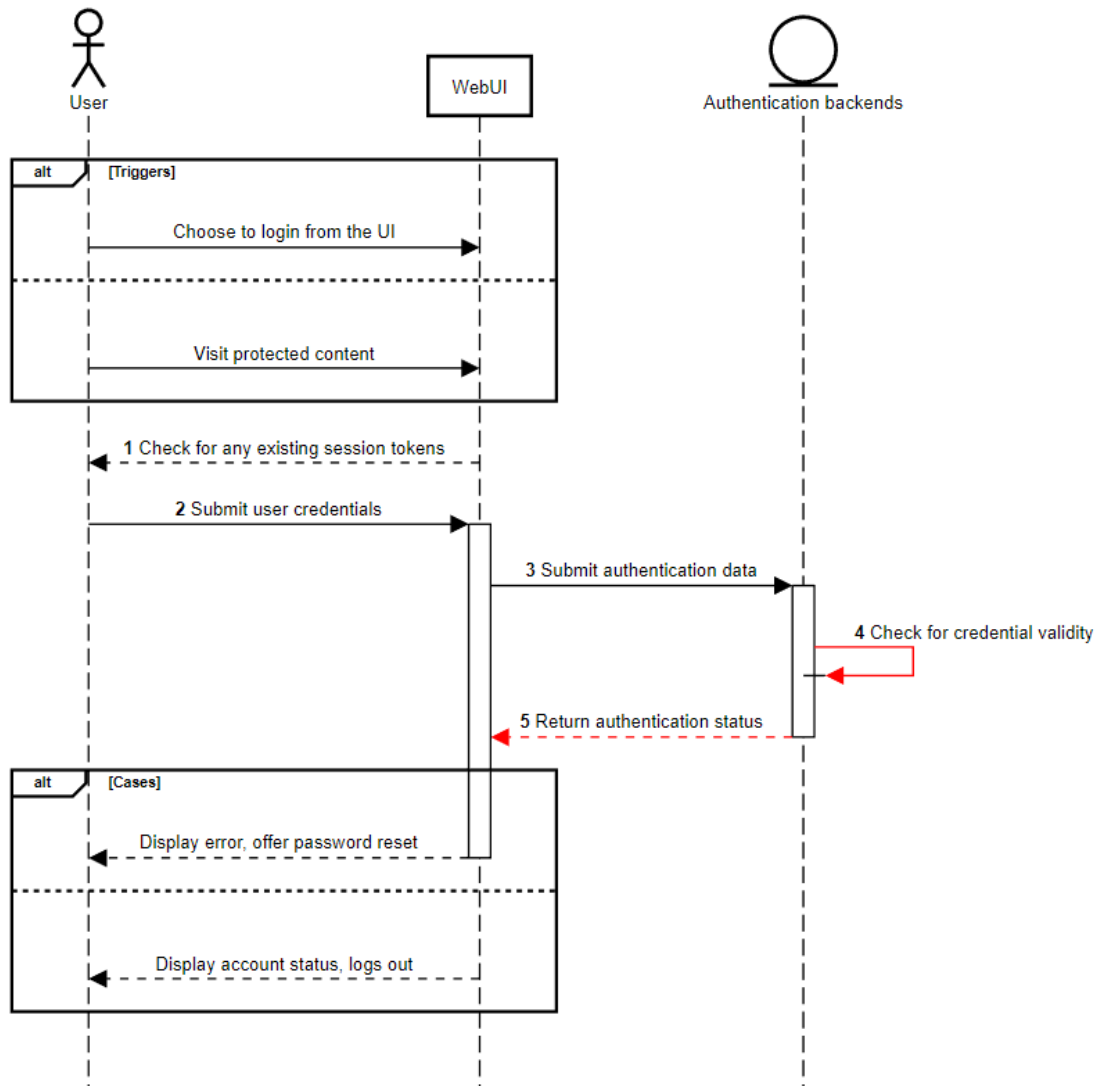 User
WebUI
Authentication backends
alt [Triggers]
Choose to login from the UI
Visit protected content
1 Check for any existing session tokens
2 Submit user credentials
3 Submit authentication data
4 Check for credential validity
5 Return authentication status
alt [Cases]
Display error, offer password reset
Display account status, logs out